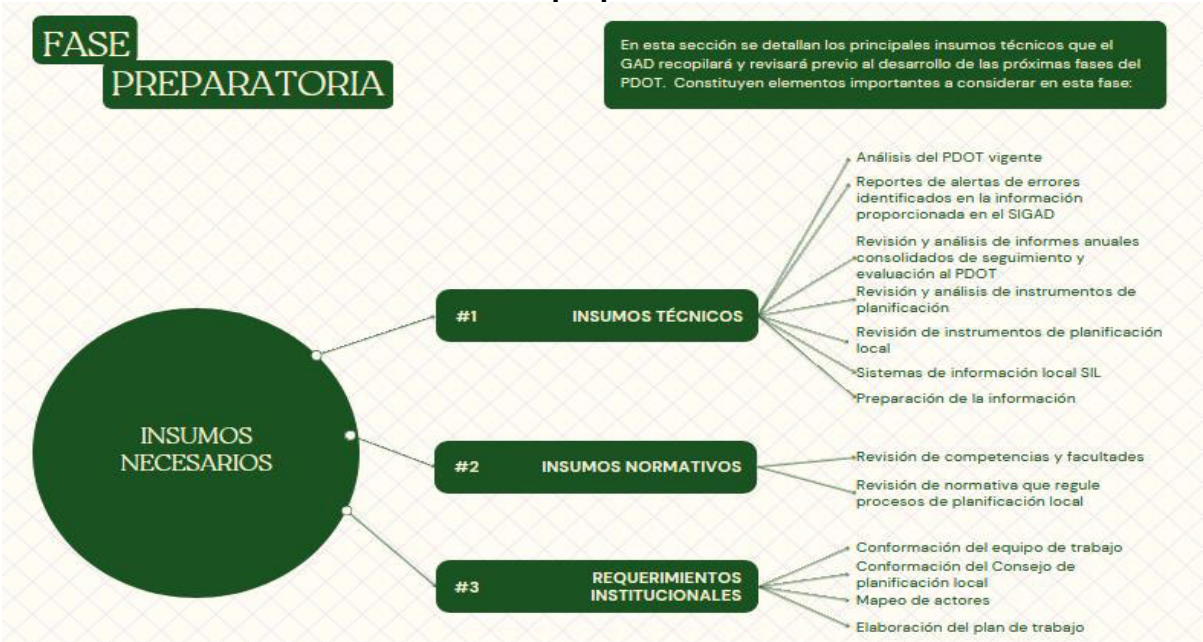 FASE
PREPARATORIA
En esta sección se detallan los principales insumos técnicos que el
GAD recopilará y revisará previo al desarrollo de las próximas fases del
PDOT. Constituyen elementos importantes a considerar en esta fase:
INSUMOS
NECESARIOS
#1 INSUMOS TÉCNICOS
Análisis del PDOT vigente
Reportes de alertas de errores
identificados en la información
proporcionada en el SIGAD
Revisión y análisis de informes anuales
consolidados de seguimiento y
evaluación al PDOT
Revisión y análisis de instrumentos de
planificación
Revisión de instrumentos de planificación
local
Sistemas de información local SIL
Preparación de la información
#2 INSUMOS NORMATIVOS
Revisión de competencias y facultades
Revisión de normativa que regule
procesos de planificación local
#3 REQUERIMIENTOS
INSTITUCIONALES
Conformación del equipo de trabajo
Conformación del Consejo de
planificación local
Mapeo de actores
Elaboración del plan de trabajo